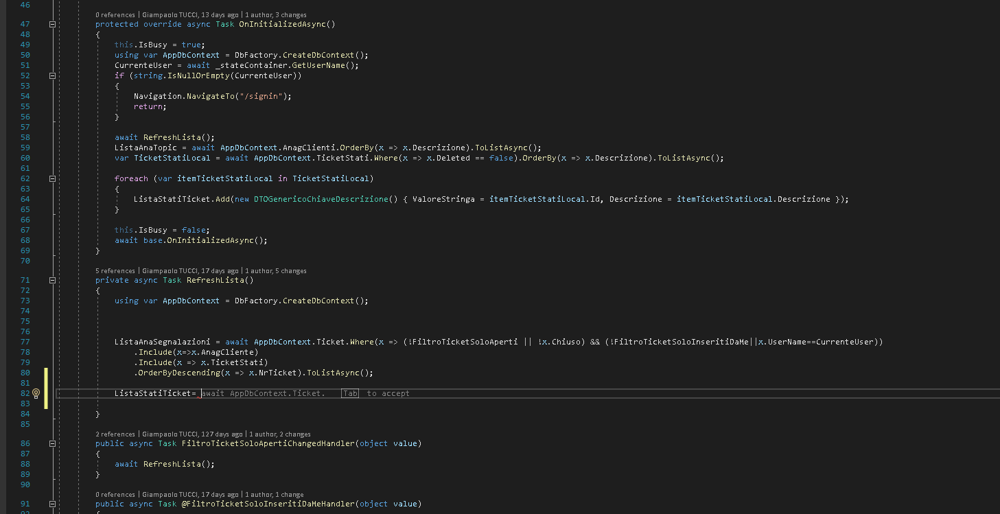 46
0 references | Giampaolo TUCCI, 13 days ago | 1 author, 3 changes
47 protected override async Task OnInitializedAsync()
48 {
49 this.IsBusy = true;
50 using var AppDbContext = DbFactory.CreateDbContext();
51 CurrenteUser = await _stateContainer.GetUserName();
52 if (string.IsNullOrEmpty(CurrenteUser))
53 {
54 Navigation.NavigateTo("/signin");
55 return;
56 }
57
58 await RefreshLista();
59 ListaAnaTopic = await AppDbContext.AnagClienti.OrderBy(x => x.Descrizione).ToListAsync();
60 var TicketStatiLocal = await AppDbContext.TicketStati.Where(x => x.Deleted == false).OrderBy(x => x.Descrizione).ToListAsync();
61
62 foreach (var itemTicketStatiLocal in TicketStatiLocal)
63 {
64 ListaStatiTicket.Add(new DTOGenericoChiaveDescrizione() { ValoreStringa = itemTicketStatiLocal.Id, Descrizione = itemTicketStatiLocal.Descrizione });
65 }
66
67 this.IsBusy = false;
68 await base.OnInitializedAsync();
69 }
70
5 references | Giampaolo TUCCI, 17 days ago | 1 author, 5 changes
71 private async Task RefreshLista()
72 {
73 using var AppDbContext = DbFactory.CreateDbContext();
74
75
76
77 ListaAnaSegnalazioni = await AppDbContext.Ticket.Where(x => (!FiltroTicketSoloAperti || !x.Chiuso) && (!FiltroTicketSoloInseritiDaMe||x.UserName==CurrenteUser))
78 .Include(x=>x.AnagCliente)
79 .Include(x => x.TicketStati)
80 .OrderByDescending(x => x.NrTicket).ToListAsync();
81
82 ListaStatiTicket= await AppDbContext.Ticket. Tab to accept
83
84 }
85
2 references | Giampaolo TUCCI, 127 days ago | 1 author, 2 changes
86 public async Task FiltroTicketSoloApertiChangedHandler(object value)
87 {
88 await RefreshLista();
89 }
90
0 references | Giampaolo TUCCI, 17 days ago | 1 author, 1 change
91 public async Task @FiltroTicketSoloInseritiDaMeHandler(object value)
92 {